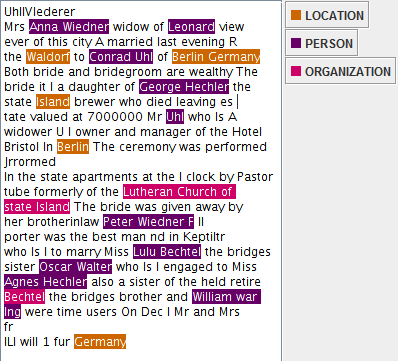 UhlIVIederer
Mrs Anna Wiedner widow of Leonard view
ever of this city A married last evening R
the Waldorf to Conrad Uhl of Berlin Germany
Both bride and bridegroom are wealthy The
bride it I a daughter of George Hechler the
state Island brewer who died leaving es |
tate valued at 7000000 Mr Uhl who Is A
widower U I owner and manager of the Hotel
Bristol In Berlin The ceremony was performed
Jrrormed
In the state apartments at the I clock by Pastor
tube formerly of the Lutheran Church of
state Island The bride was given away by
her brotherinlaw Peter Wiedner F II
porter was the best man nd in Keptiltr
who Is I to marry Miss Lulu Bechtel the bridges
sister Oscar Walter who Is I engaged to Miss
Agnes Hechler also a sister of the held retire
Bechtel the bridges brother and William war
Ing were time users On Dec I Mr and Mrs
fr
ILI will 1 fur Germany
LOCATION
PERSON
ORGANIZATION